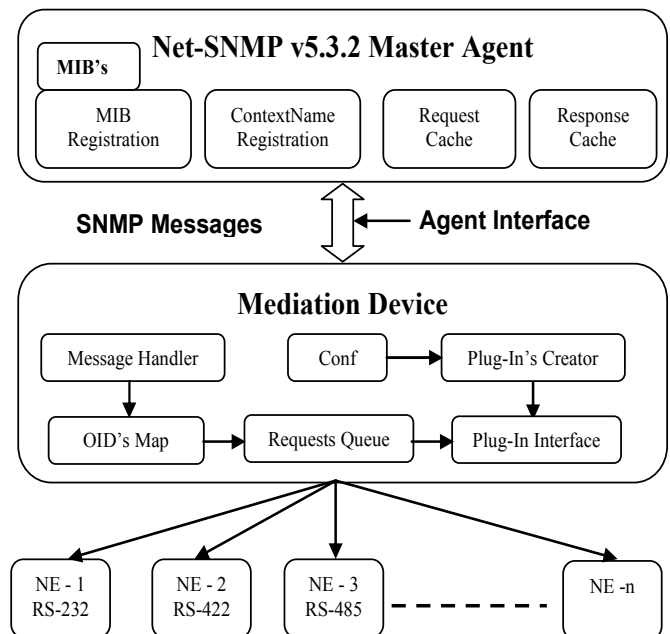 Net-SNMP v5.3.2 Master Agent
MIB's
MIB
Registration
ContextName
Registration
Request
Cache
Response
Cache
SNMP Messages
Agent Interface
Mediation Device
Message Handler
Conf
Plug-In's Creator
OID's Map
Requests Queue
Plug-In Interface
NE - 1
RS-232
NE - 2
RS-422
NE - 3
RS-485
NE -n